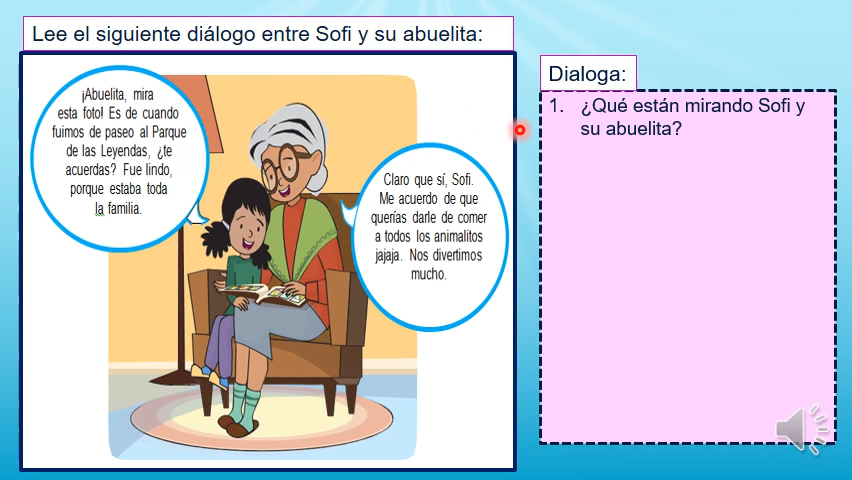 Lee el siguiente diálogo entre Sofi y su abuelita:
¡Abuelita, mira
esta foto! Es de cuando
fuimos de paseo al Parque
de las Leyendas, ¿te
acuerdas? Fue lindo,
porque estaba toda
la familia.
Claro que sí, Sofi.
Me acuerdo de que
querías darle de comer
a todos los animalitos
jajaja. Nos divertimos
mucho.
Dialoga:
1. ¿Qué están mirando Sofi y
su abuelita?